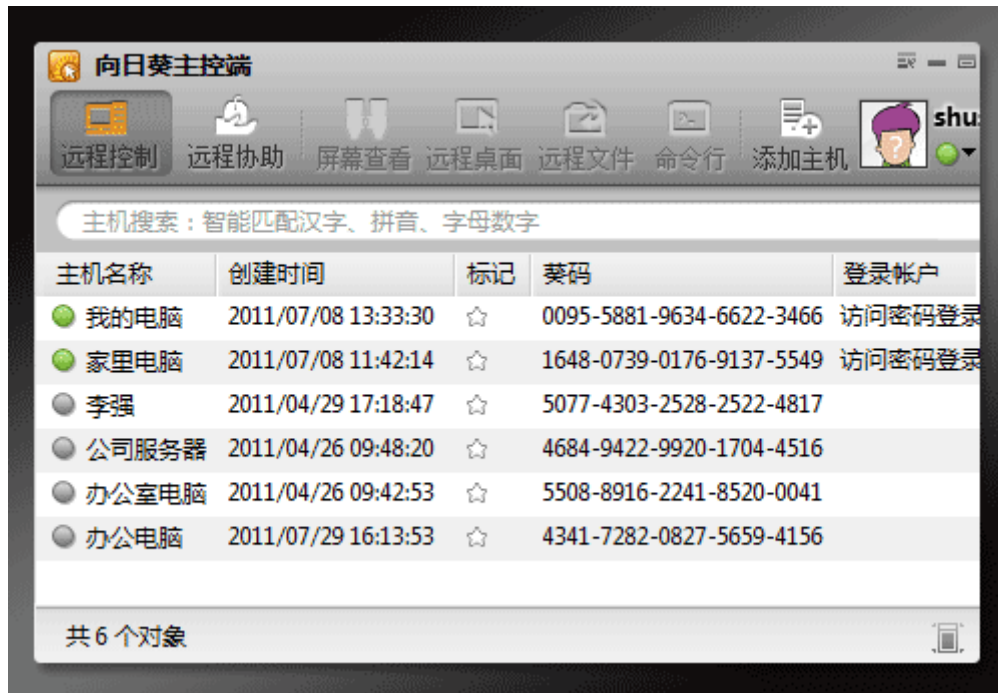 向日葵主控端
远程控制 远程协助 屏幕查看 远程桌面 远程文件 命令行 添加主机 shu
主机搜索：智能匹配汉字、拼音、字母数字
主机名称 创建时间 标记 葵码 登录帐户
我的电脑 2011/07/08 13:33:30 0095-5881-9634-6622-3466 访问密码登录
家里电脑 2011/07/08 11:42:14 1648-0739-0176-9137-5549 访问密码登录
李强 2011/04/29 17:18:47 5077-4303-2528-2522-4817
公司服务器 2011/04/26 09:48:20 4684-9422-9920-1704-4516
办公室电脑 2011/04/26 09:42:53 5508-8916-2241-8520-0041
办公电脑 2011/07/29 16:13:53 4341-7282-0827-5659-4156
共 6 个对象